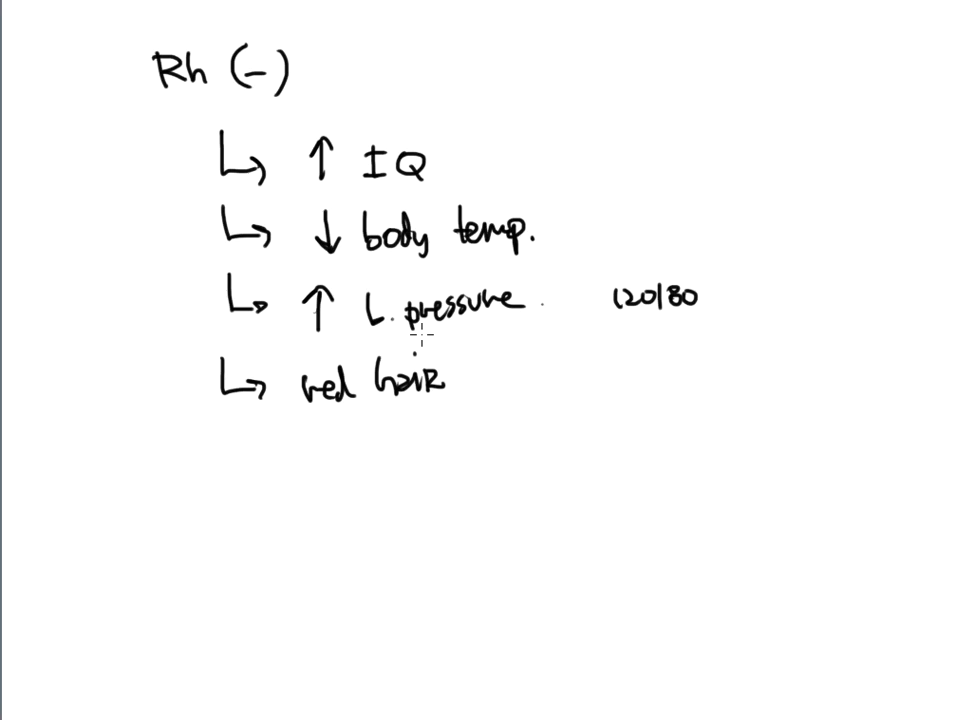 Rh (-)
↳ ↑ IQ
↳ ↓ body temp.
↳ ↑ b. pressure 120/80
↳ red hair